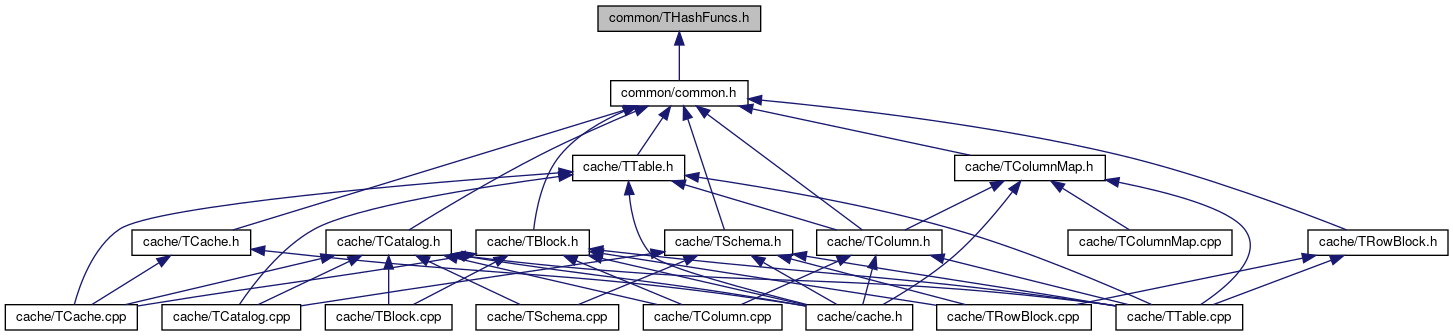 common/THashFuncs.h
common/common.h
cache/TTable.h
cache/TColumnMap.h
cache/TCache.h
cache/TCatalog.h
cache/TBlock.h
cache/TSchema.h
cache/TColumn.h
cache/TColumnMap.cpp
cache/TRowBlock.h
cache/TCache.cpp
cache/TCatalog.cpp
cache/TBlock.cpp
cache/TSchema.cpp
cache/TColumn.cpp
cache/cache.h
cache/TRowBlock.cpp
cache/TTable.cpp